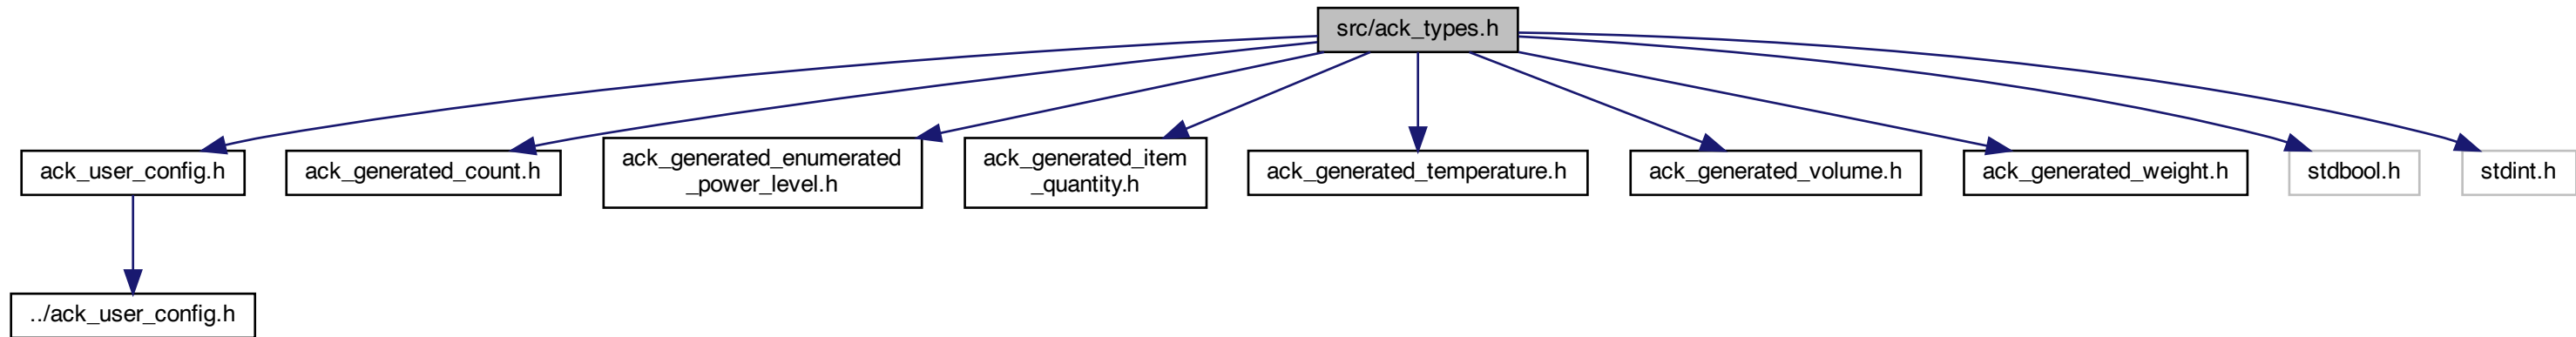 src/ack_types.h
ack_user_config.h
ack_generated_count.h
ack_generated_enumerated
_power_level.h
ack_generated_item
_quantity.h
ack_generated_temperature.h
ack_generated_volume.h
ack_generated_weight.h
stdbool.h
stdint.h
../ack_user_config.h